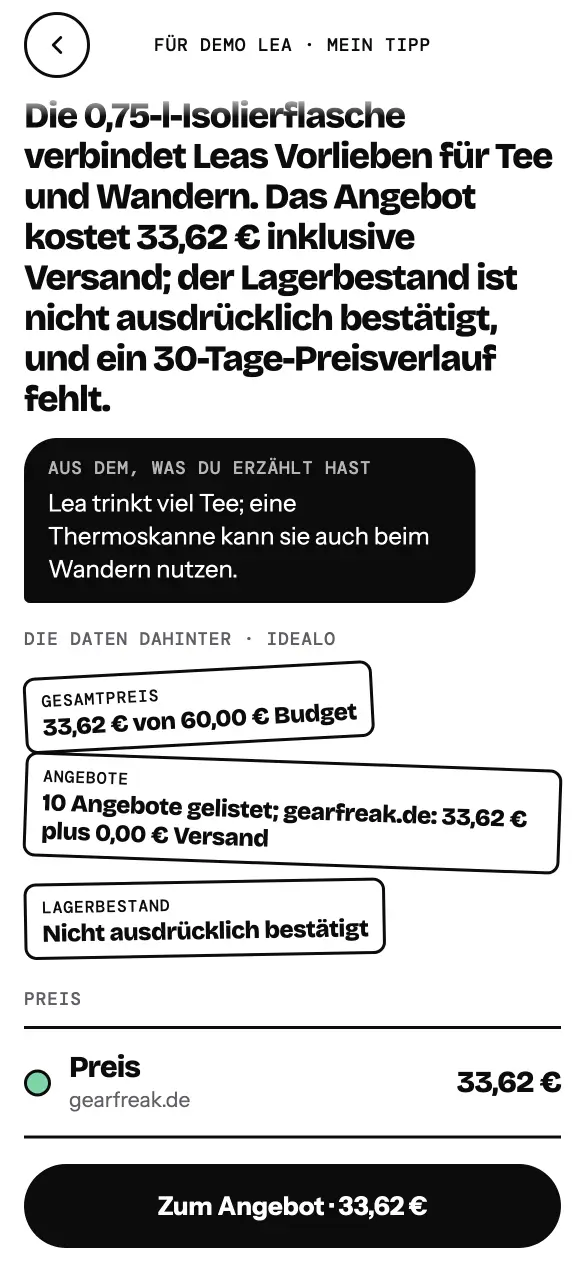 FÜR DEMO LEA · MEIN TIPP
Die 0,75-l-Isolierflasche
verbindet Leas Vorlieben für Tee
und Wandern. Das Angebot
kostet 33,62 € inklusive
Versand; der Lagerbestand ist
nicht ausdrücklich bestätigt,
und ein 30-Tage-Preisverlauf
fehlt.
AUS DEM, WAS DU ERZÄHLT HAST
Lea trinkt viel Tee; eine
Thermoskanne kann sie auch beim
Wandern nutzen.
DIE DATEN DAHINTER · IDEALO
GESAMTPREIS
33,62 € von 60,00 € Budget
ANGEBOTE
10 Angebote gelistet; gearfreak.de: 33,62 €
plus 0,00 € Versand
LAGERBESTAND
Nicht ausdrücklich bestätigt
PREIS
Preis
33,62 €
gearfreak.de
Zum Angebot · 33,62 €